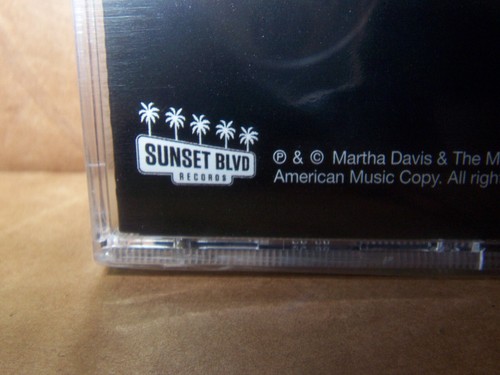 SUNSET BLVD
RECORDS
℗ & © Martha Davis & The M
American Music Copy. All righ